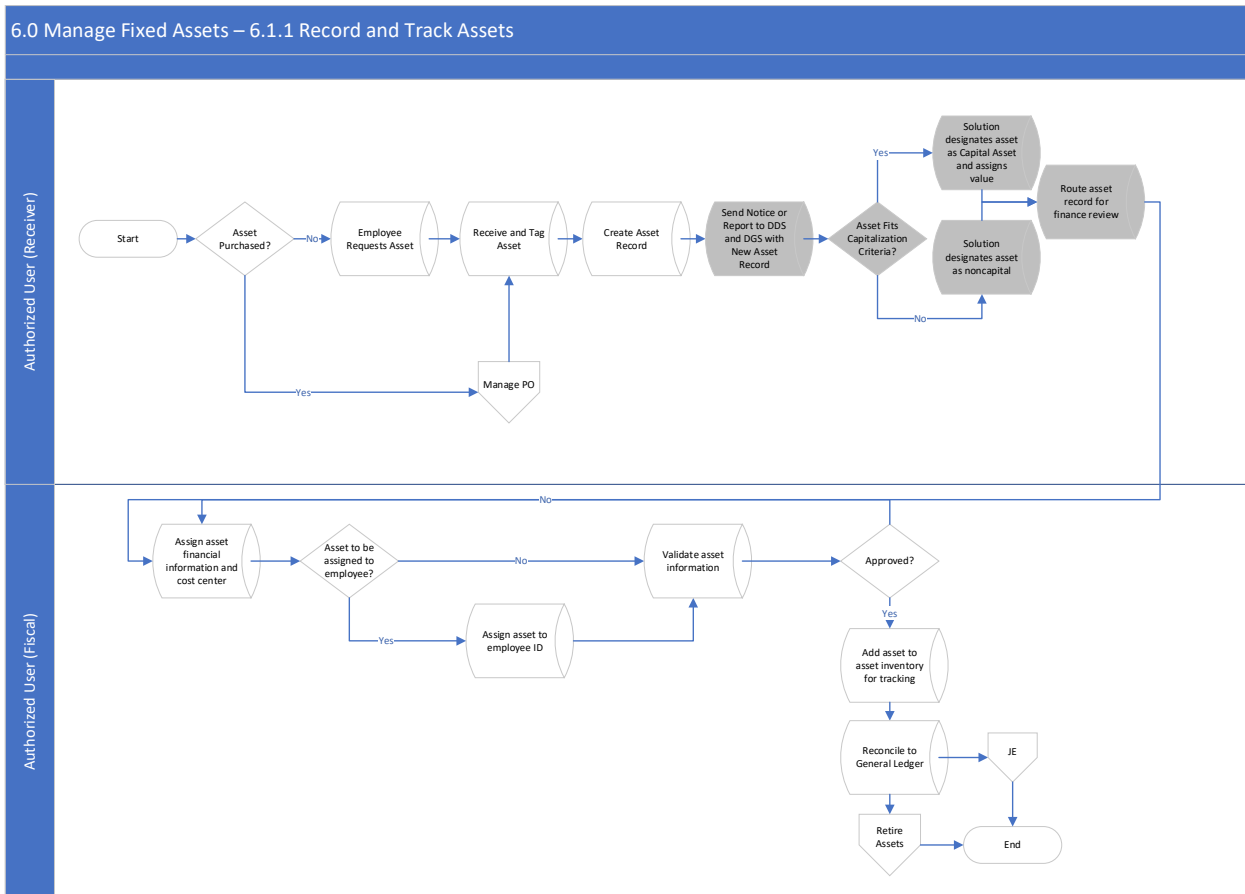 6.0 Manage Fixed Assets – 6.1.1 Record and Track Assets
Authorized User (Receiver)
Start
Asset
Purchased?
No
Yes
Employee
Requests Asset
Receive and Tag
Asset
Manage PO
Create Asset
Record
Send Notice or
Report to DDS
and DGS with
New Asset
Record
Asset Fits
Capitalization
Criteria?
Yes
No
Solution
designates asset
as Capital Asset
and assigns
value
Solution
designates asset
as noncapital
Route asset
record for
finance review
Authorized User (Fiscal)
No
Assign asset
financial
information and
cost center
Asset to be
assigned to
employee?
No
Yes
Assign asset to
employee ID
Validate asset
information
Approved?
Yes
Add asset to
asset inventory
for tracking
Reconcile to
General Ledger
JE
Retire
Assets
End